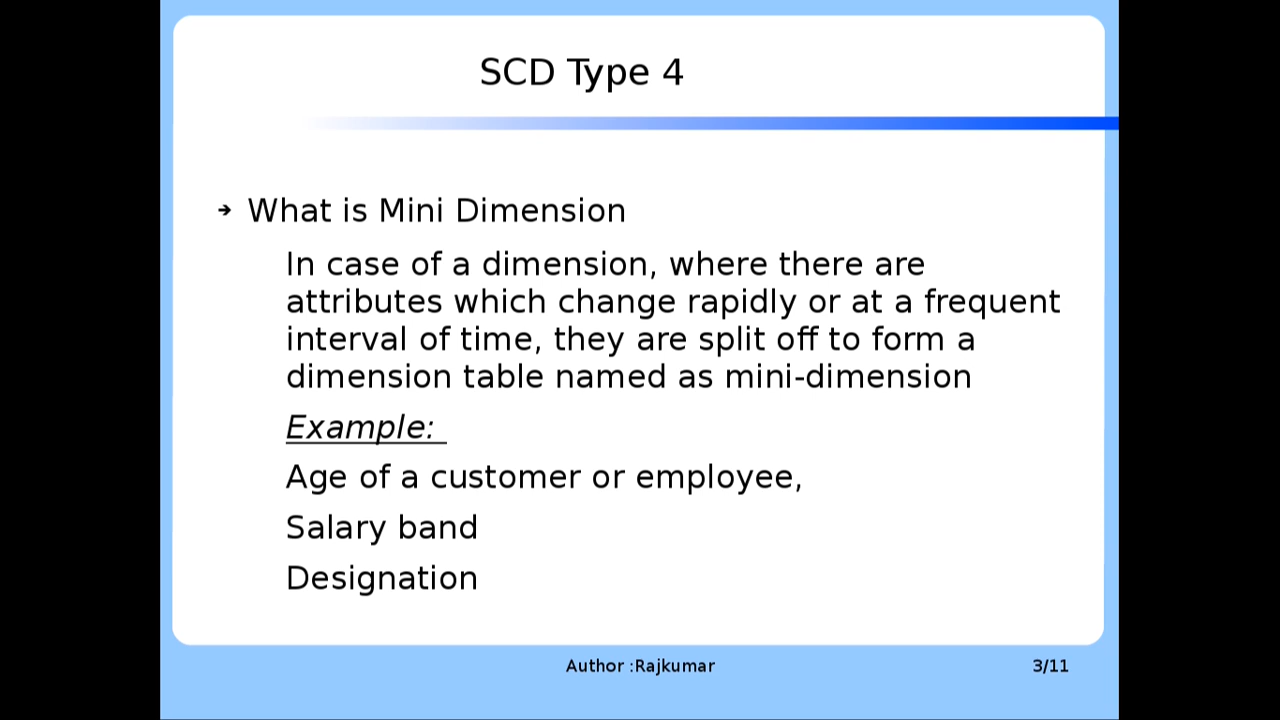 SCD Type 4
➔ What is Mini Dimension
In case of a dimension, where there are
attributes which change rapidly or at a frequent
interval of time, they are split off to form a
dimension table named as mini-dimension
Example:
Age of a customer or employee,
Salary band
Designation
Author :Rajkumar
3/11